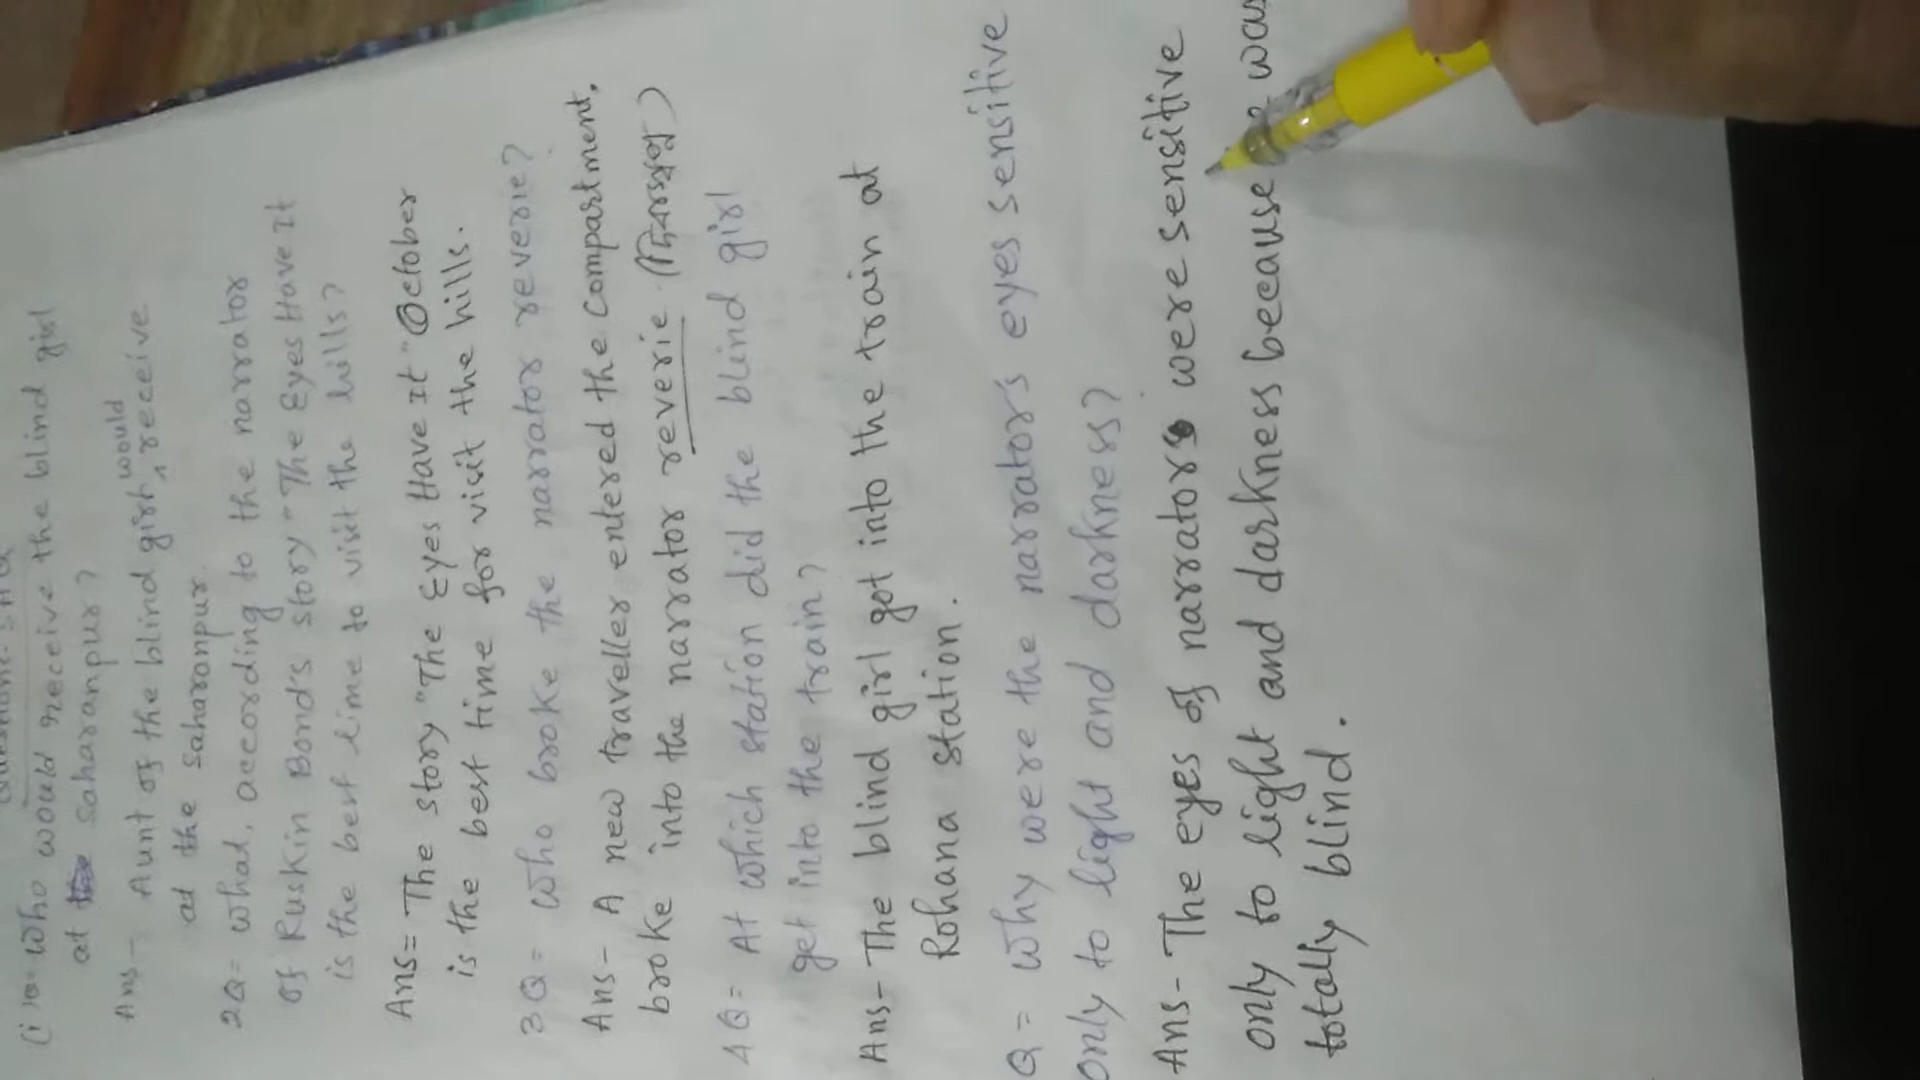 (i) 1Q= Who would receive the blind girl
at Saharanpur?
Ans- Aunt of the blind girl would receive
at the Saharonpur.
2Q= what, according to the narrator
of Ruskin Bond's story "The Eyes Have It
is the best time to visit the hills?
Ans= The story "The Eyes Have It" October
is the best time for visit the hills.
3Q= Who broke the narrator reverie?
Ans- A new traveller entered the compartment,
broke into the narrator reverie.
4Q= At which station did the blind girl
get into the train?
Ans- The blind girl got into the train at
Rohana station.
Q= Why were the narrator's eyes sensitive
only to light and darkness?
Ans- The eyes of narrators were sensitive
only to light and darkness because was
totally blind.